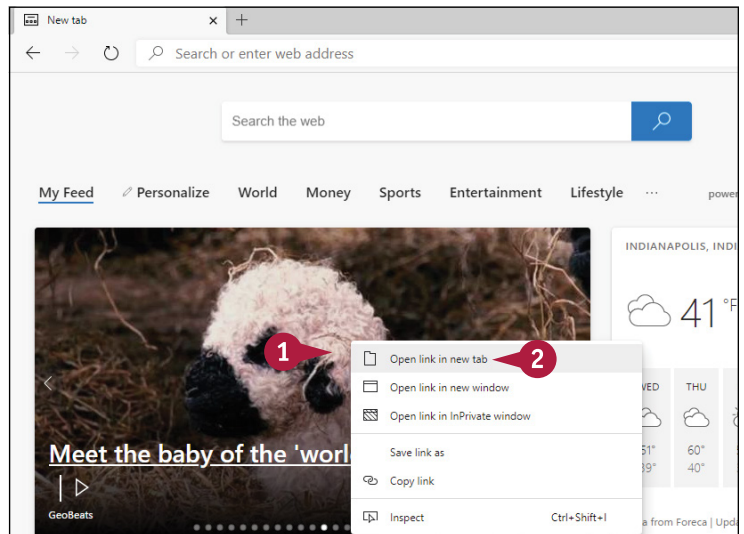 New tab
Search or enter web address
Search the web
My Feed Personalize World Money Sports Entertainment Lifestyle ... power
INDIANAPOLIS, INDI
41 °F
1
Open link in new tab
2
Open link in new window
Open link in InPrivate window
Save link as
Copy link
Inspect Ctrl+Shift+I
Meet the baby of the 'worl
GeoBeats
THU
60°
40°
from Foreca | Upda